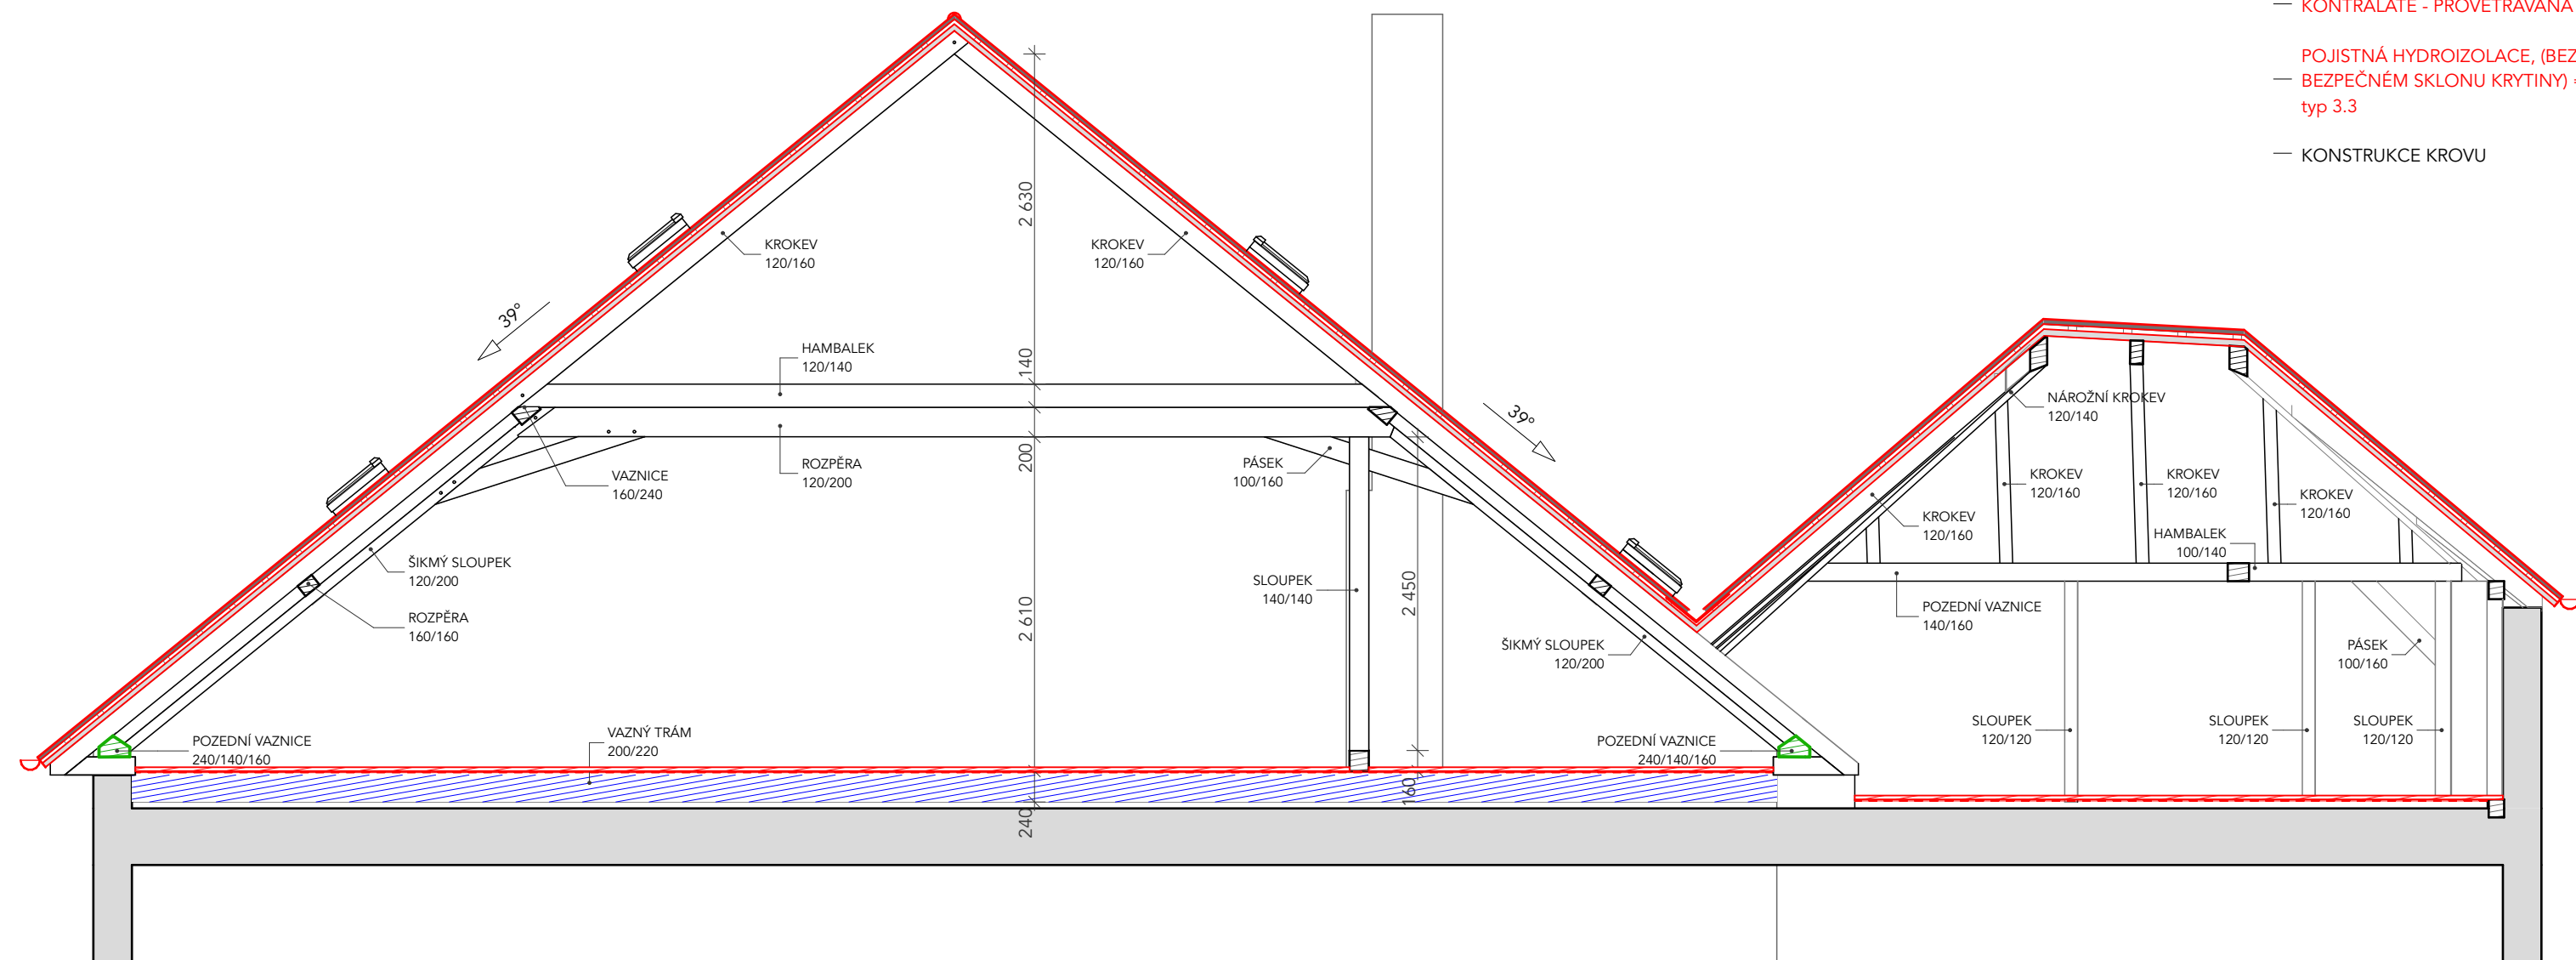 KONTRALATĚ - PROVĚTRÁVANÁ
POJISTNÁ HYDROIZOLACE, (BEZ
BEZPEČNÉM SKLONU KRYTINY)
typ 3.3
KONSTRUKCE KROVU
2 630
KROKEV
120/160
KROKEV
120/160
39°
140
HAMBALEK
120/140
39°
NÁROŽNÍ KROKEV
120/140
200
VAZNICE
160/240
ROZPĚRA
120/200
PÁSEK
100/160
KROKEV
120/160
KROKEV
120/160
KROKEV
120/160
KROKEV
120/160
HAMBALEK
100/140
ŠIKMÝ SLOUPEK
120/200
SLOUPEK
140/140
2 450
2 610
ROZPĚRA
160/160
POZEDNÍ VAZNICE
140/160
ŠIKMÝ SLOUPEK
120/200
PÁSEK
100/160
POZEDNÍ VAZNICE
240/140/160
VAZNÝ TRÁM
200/220
POZEDNÍ VAZNICE
240/140/160
SLOUPEK
120/120
SLOUPEK
120/120
SLOUPEK
120/120
160
240